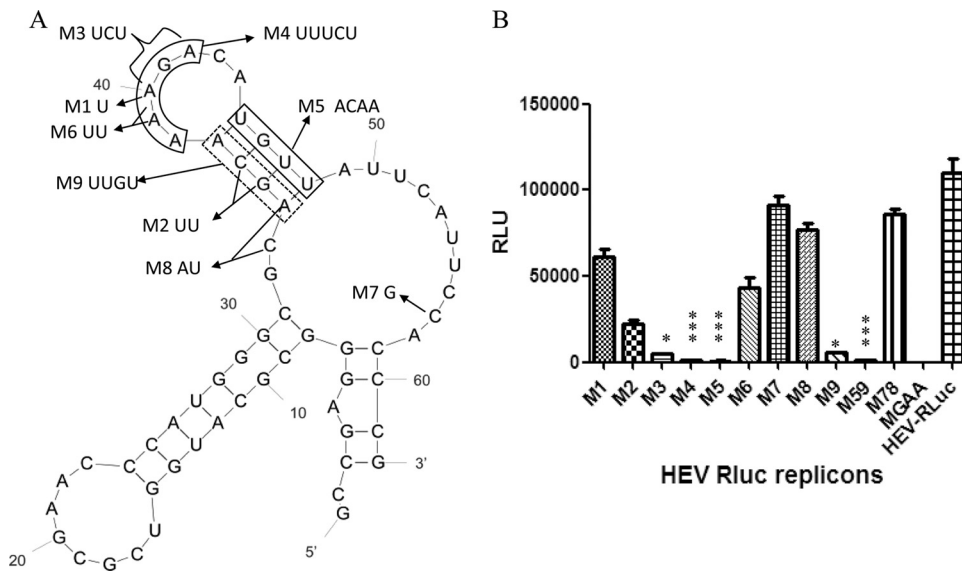 A
M3 UCU
M4 UUUCU
40
M1 U
M6 UU
M5 ACAA
50
M9 UUGU
M2 UU
M8 AU
M7 G
30
10
60
20
3'
5'
B
RLU
150000
100000
50000
0
*
***
***
*
***
M1
M2
M3
M4
M5
M6
M7
M8
M9
M59
M78
MGAA
HEV-RLuc
HEV Rluc replicons